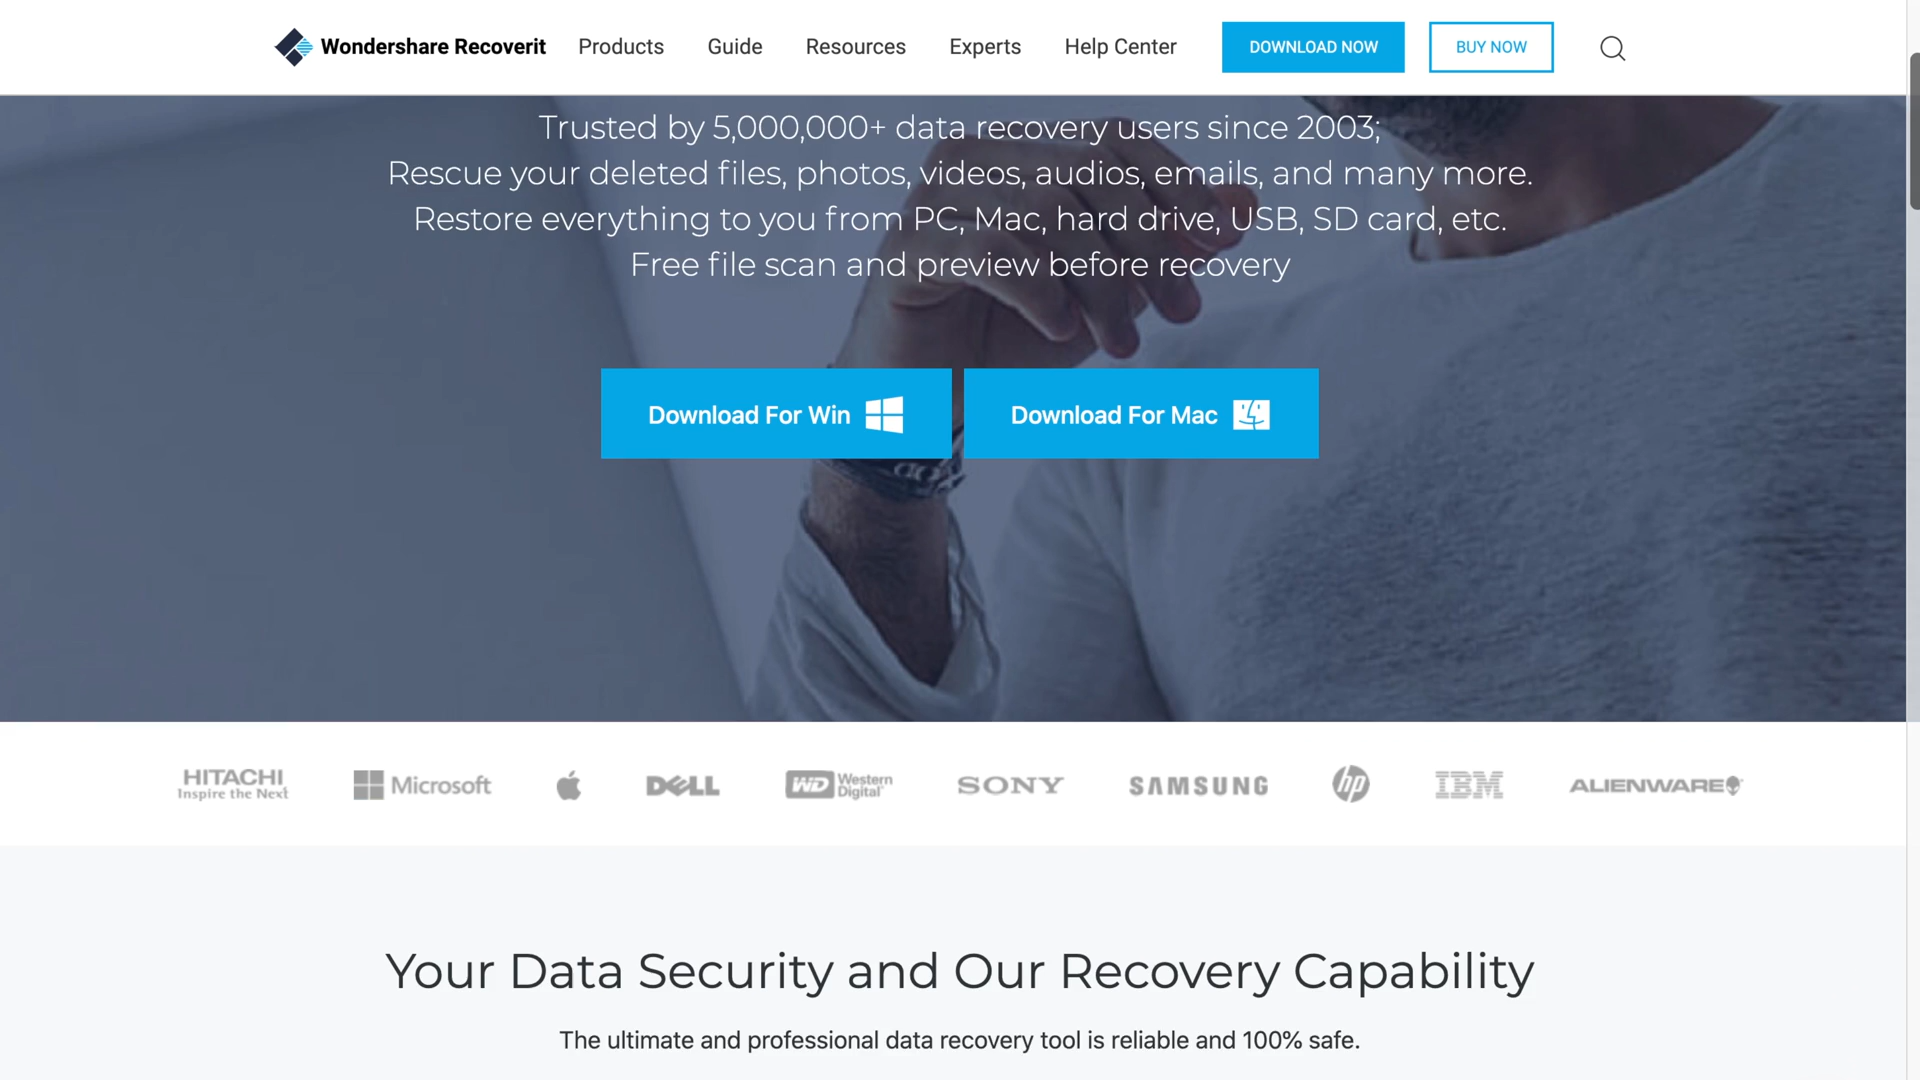 Wondershare Recoverit Products Guide Resources Experts Help Center DOWNLOAD NOW BUY NOW
Trusted by 5,000,000+ data recovery users since 2003;
Rescue your deleted files, photos, videos, audios, emails, and many more.
Restore everything to you from PC, Mac, hard drive, USB, SD card, etc.
Free file scan and preview before recovery
Download For Win Download For Mac
HITACHI
Inspire the Next
Microsoft
DELL
WD Western
Digital
SONY
SAMSUNG
hp
IBM
ALIENWARE
Your Data Security and Our Recovery Capability
The ultimate and professional data recovery tool is reliable and 100% safe.